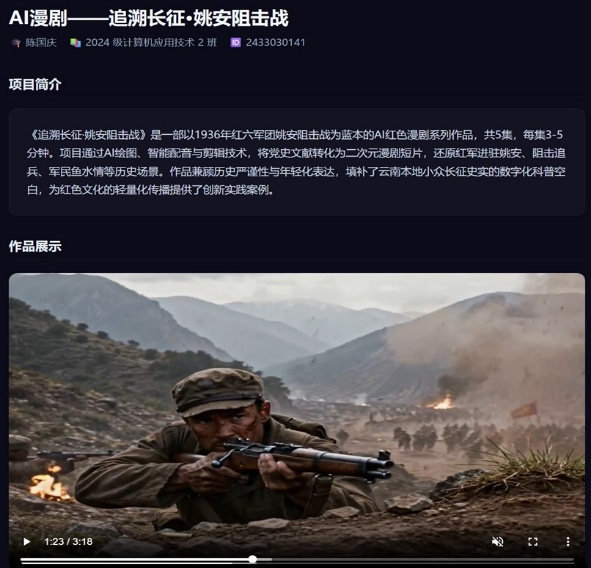 AI漫剧——追溯长征·姚安阻击战
陈国庆 2024 级计算机应用技术 2 班 ID 2433030141
项目简介
《追溯长征·姚安阻击战》是一部以1936年红六军团姚安阻击战为蓝本的AI红色漫剧系列作品，共5集，每集3-5
分钟。项目通过AI绘图、智能配音与剪辑技术，将党史文献转化为二次元漫剧短片，还原红军进驻姚安、阻击追
兵、军民鱼水情等历史场景。作品兼顾历史严谨性与年轻化表达，填补了云南本地小众长征史实的数字化科普空
白，为红色文化的轻量化传播提供了创新实践案例。
作品展示
1:23 / 3:18